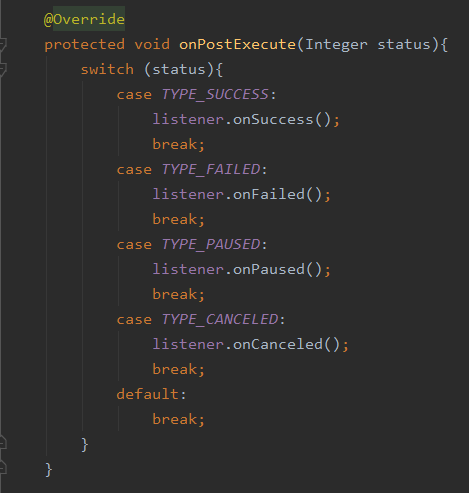 @Override
protected void onPostExecute(Integer status){
switch (status){
case TYPE_SUCCESS:
listener.onSuccess();
break;
case TYPE_FAILED:
listener.onFailed();
break;
case TYPE_PAUSED:
listener.onPaused();
break;
case TYPE_CANCELED:
listener.onCanceled();
break;
default:
break;
}
}